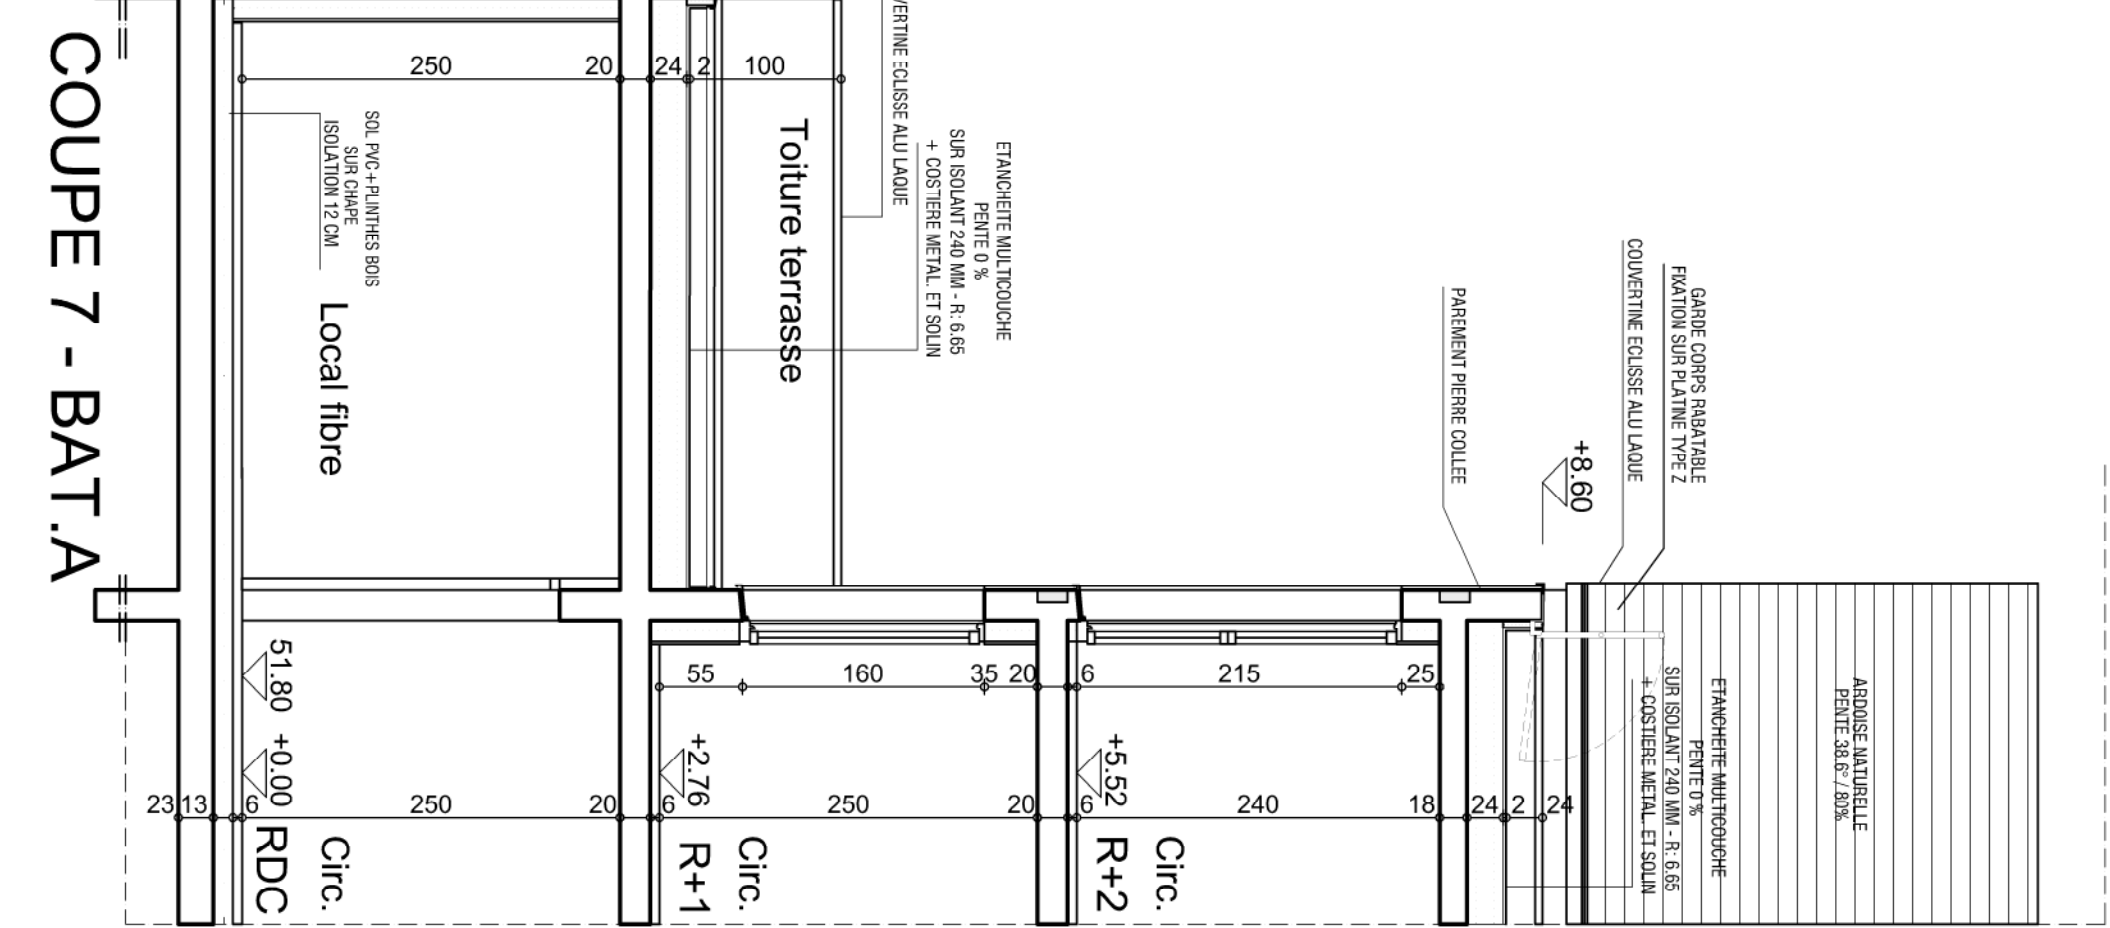 COUPE 7 - BAT.A
250
20
24
2
100
SOL PVC+PLINTHES BOIS
SUR CHAPE
ISOLATION 12 CM
Local fibre
Toiture terrasse
ECLISSE ALU LAQUE
ETANCHEITE MULTICOUCHE
PENTE 0 %
SUR ISOLANT 240 MM - R: 6.65
+ COSTIERE METAL. ET SOLIN
PAREMENT PIERRE COLLEE
+8.60
COUVERTINE ECLISSE ALU LAQUE
GARDE CORPS RABATABLE
FIXATION SUR PLATINE TYPE Z
ARDOISE NATURELLE
PENTE 38.6° / 80%
ETANCHEITE MULTICOUCHE
PENTE 0 %
SUR ISOLANT 240 MM - R: 6.65
+ COSTIERE METAL. ET SOLIN
55
160
35
20
6
215
25
51.80
+0.00
+2.76
+5.52
23
13
6
250
20
6
250
20
6
240
18
24
2
24
Circ.
RDC
Circ.
R+1
Circ.
R+2